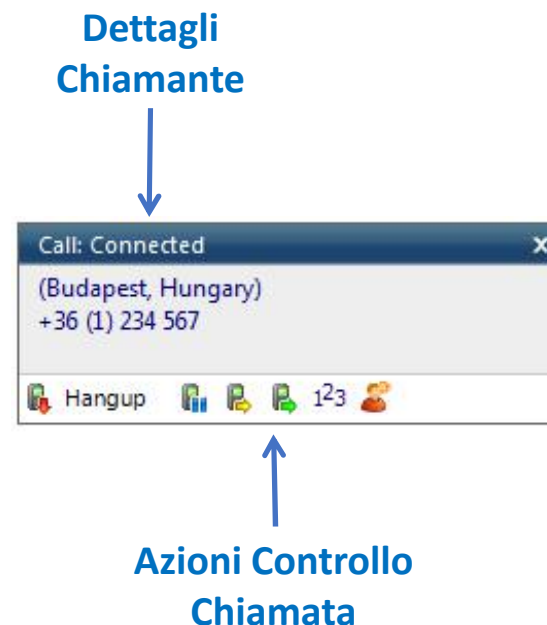 Dettagli
Chiamante
Call: Connected
(Budapest, Hungary)
+36 (1) 234 567
Hangup 123
Azioni Controllo
Chiamata